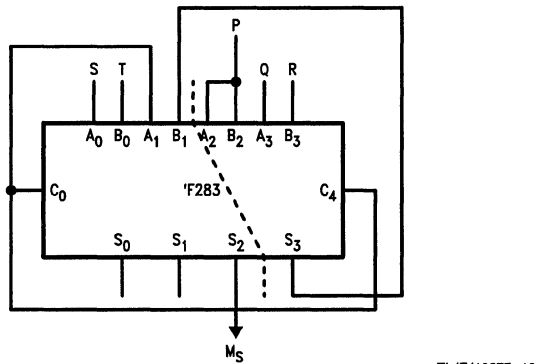 P
S T Q R
A0 B0 A1 B1 A2 B2 A3 B3
C0 'F283 C4
S0 S1 S2 S3
MS